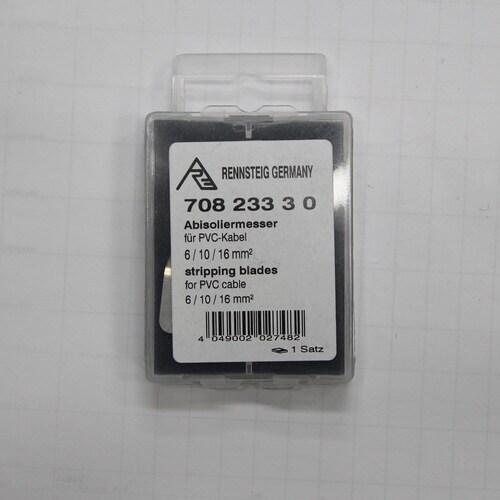 RE RENNSTEIG GERMANY
708 233 3 0
Abisoliermesser
für PVC-Kabel
6 / 10 / 16 mm²
stripping blades
for PVC cable
6 / 10 / 16 mm²
4 049002 027482
1 Satz